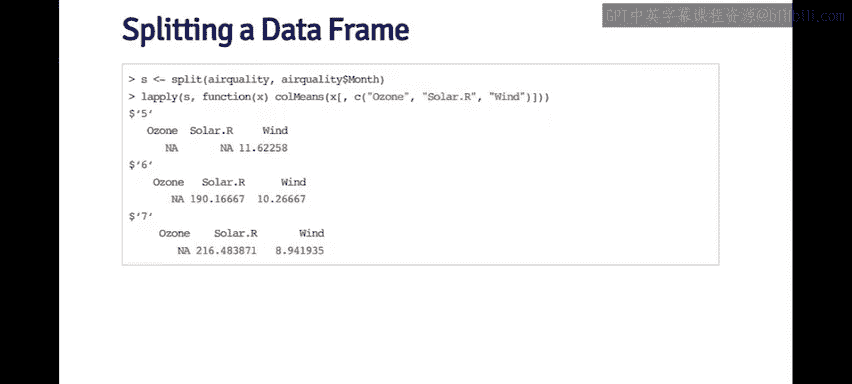 GPT中英字幕课程资源@bilibili.com
Splitting a Data Frame
> s <- split(airquality, airquality$Month)
> lapply(s, function(x) colMeans(x[, c("Ozone", "Solar.R", "Wind")]))
$`5`
Ozone Solar.R Wind
NA NA 11.62258
$`6`
Ozone Solar.R Wind
NA 190.16667 10.26667
$`7`
Ozone Solar.R Wind
NA 216.483871 8.941935